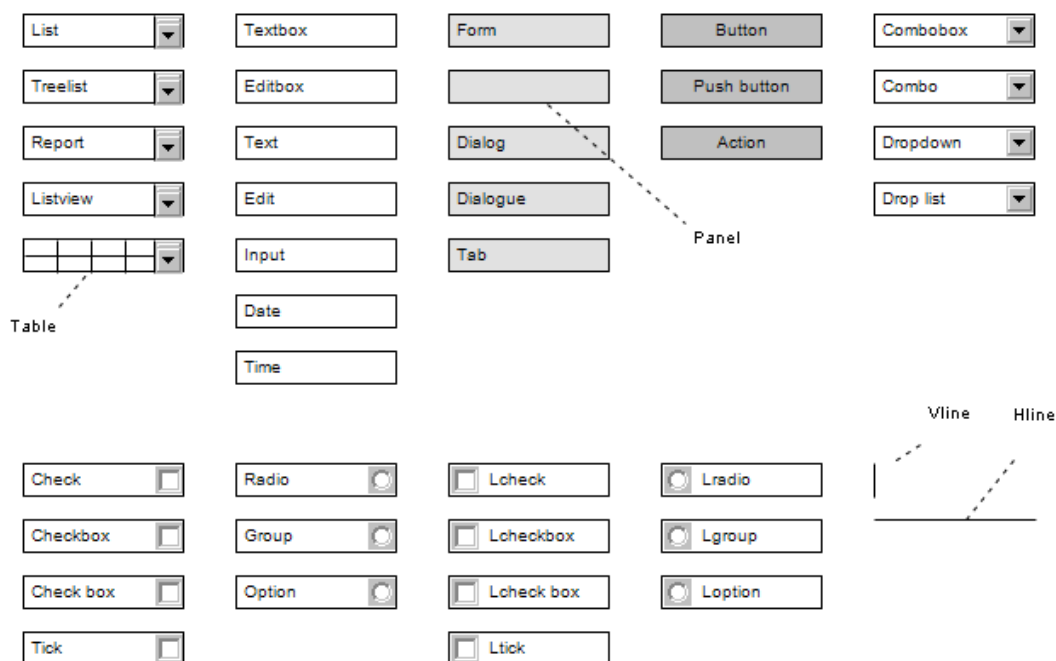 List
Textbox
Form
Button
Combobox
Treelist
Editbox
Push button
Combo
Report
Text
Dialog
Action
Dropdown
Listview
Edit
Dialogue
Drop list
Panel
Input
Tab
Table
Date
Time
Vline
Hline
Check
Radio
Lcheck
Lradio
Checkbox
Group
Lcheckbox
Lgroup
Check box
Option
Lcheck box
Loption
Tick
Ltick